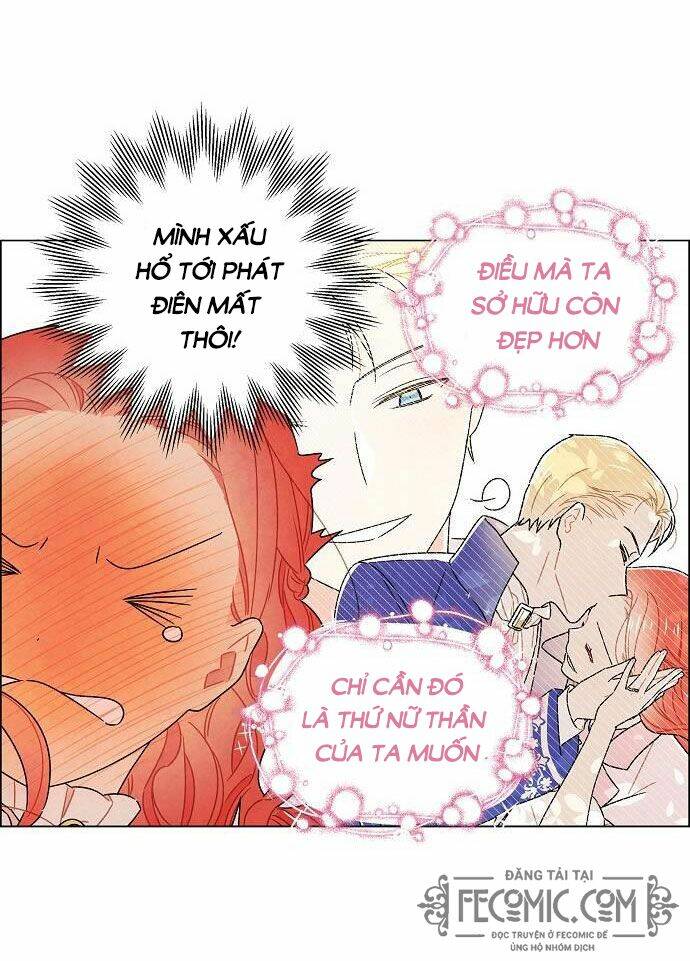 MÌNH XẤU
HỔ TỚI PHÁT
ĐIÊN MẤT
THÔI!
ĐIỀU MÀ TA
SỞ HỮU CÒN
ĐẸP HƠN
CHỈ CẦN ĐÓ
LÀ THỨ NỮ THẦN
CỦA TA MUỐN
ĐĂNG TẢI TẠI
FECOMIC.COM
ĐỌC TRUYỆN Ở FECOMIC ĐỂ
ỦNG HỘ NHÓM DỊCH